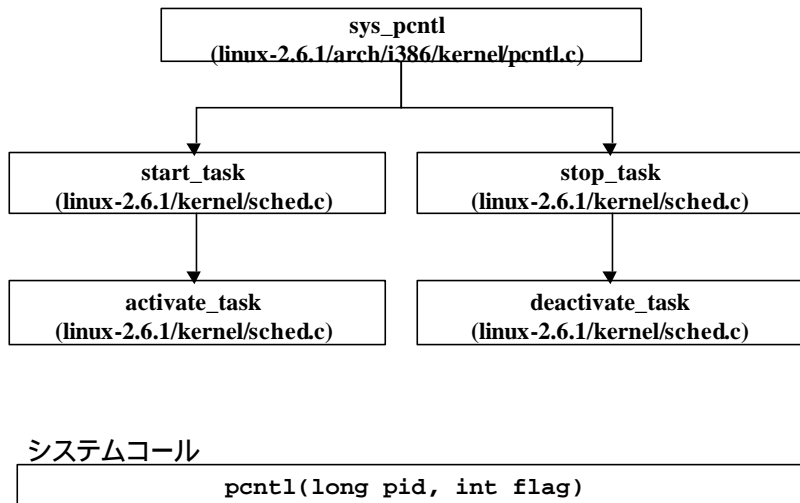 sys_pcntl
(linux-2.6.1/arch/i386/kernel/pcntl.c)
start_task
(linux-2.6.1/kernel/sched.c)
stop_task
(linux-2.6.1/kernel/sched.c)
activate_task
(linux-2.6.1/kernel/sched.c)
deactivate_task
(linux-2.6.1/kernel/sched.c)
システムコール
pcntl(long pid, int flag)